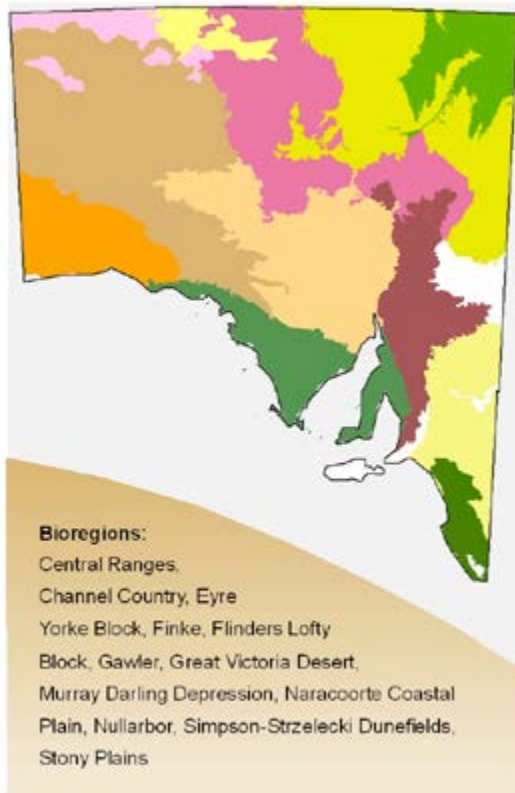 Bioregions:
Central Ranges,
Channel Country, Eyre
Yorke Block, Finke, Flinders Lofty
Block, Gawler, Great Victoria Desert,
Murray Darling Depression, Naracoorte Coastal
Plain, Nullarbor, Simpson-Strzelecki Dunefields,
Stony Plains